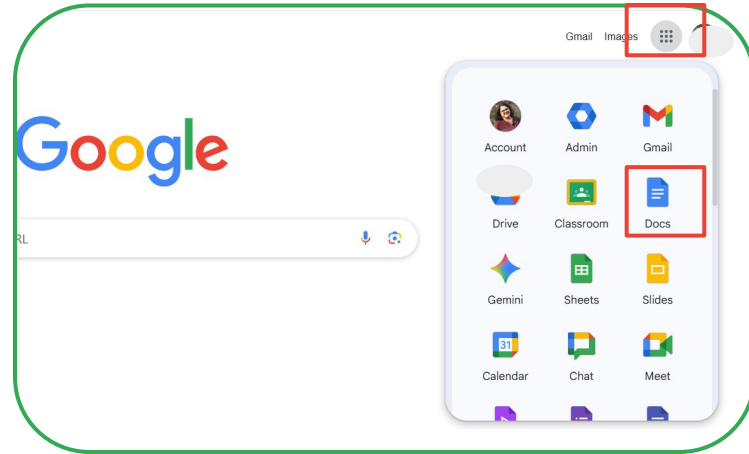 Gmail Images
Google
Account Admin Gmail
RL
Drive Classroom Docs
Gemini Sheets Slides
31
Calendar Chat Meet